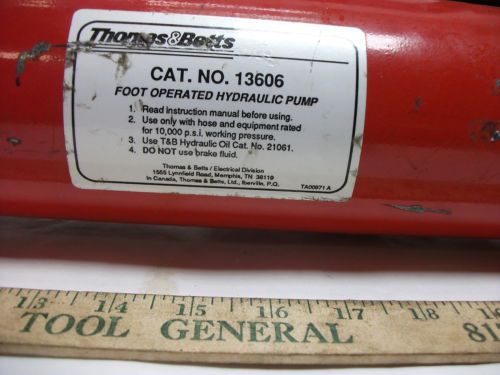 Thomas&Betts
CAT. NO. 13606
FOOT OPERATED HYDRAULIC PUMP
1. Read instruction manual before using.
2. Use only with hose and equipment rated
for 10,000 p.s.i. working pressure.
3. Use T&B Hydraulic Oil Cat. No. 21061.
4. DO NOT use brake fluid.
Thomas & Betts / Electrical Division
1555 Lynnfield Road, Memphis, TN 38119
In Canada, Thomas & Betts, Ltd., Iberville, P.Q.
TA00971 A
13 14 15 16 17 18
TOOL GENERAL